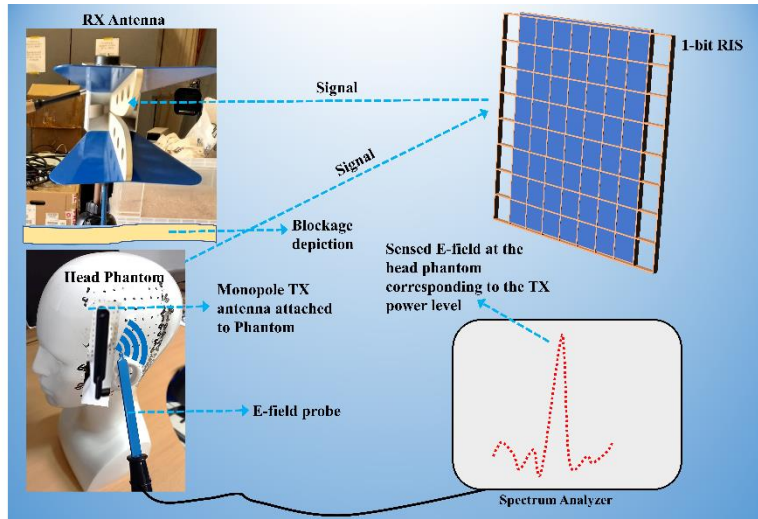 RX Antenna
1-bit RIS
Signal
Signal
Blockage
depiction
Sensed E-field at the
head phantom
corresponding to the TX
power level
Head Phantom
Monopole TX
antenna attached
to Phantom
E-field probe
Spectrum Analyzer